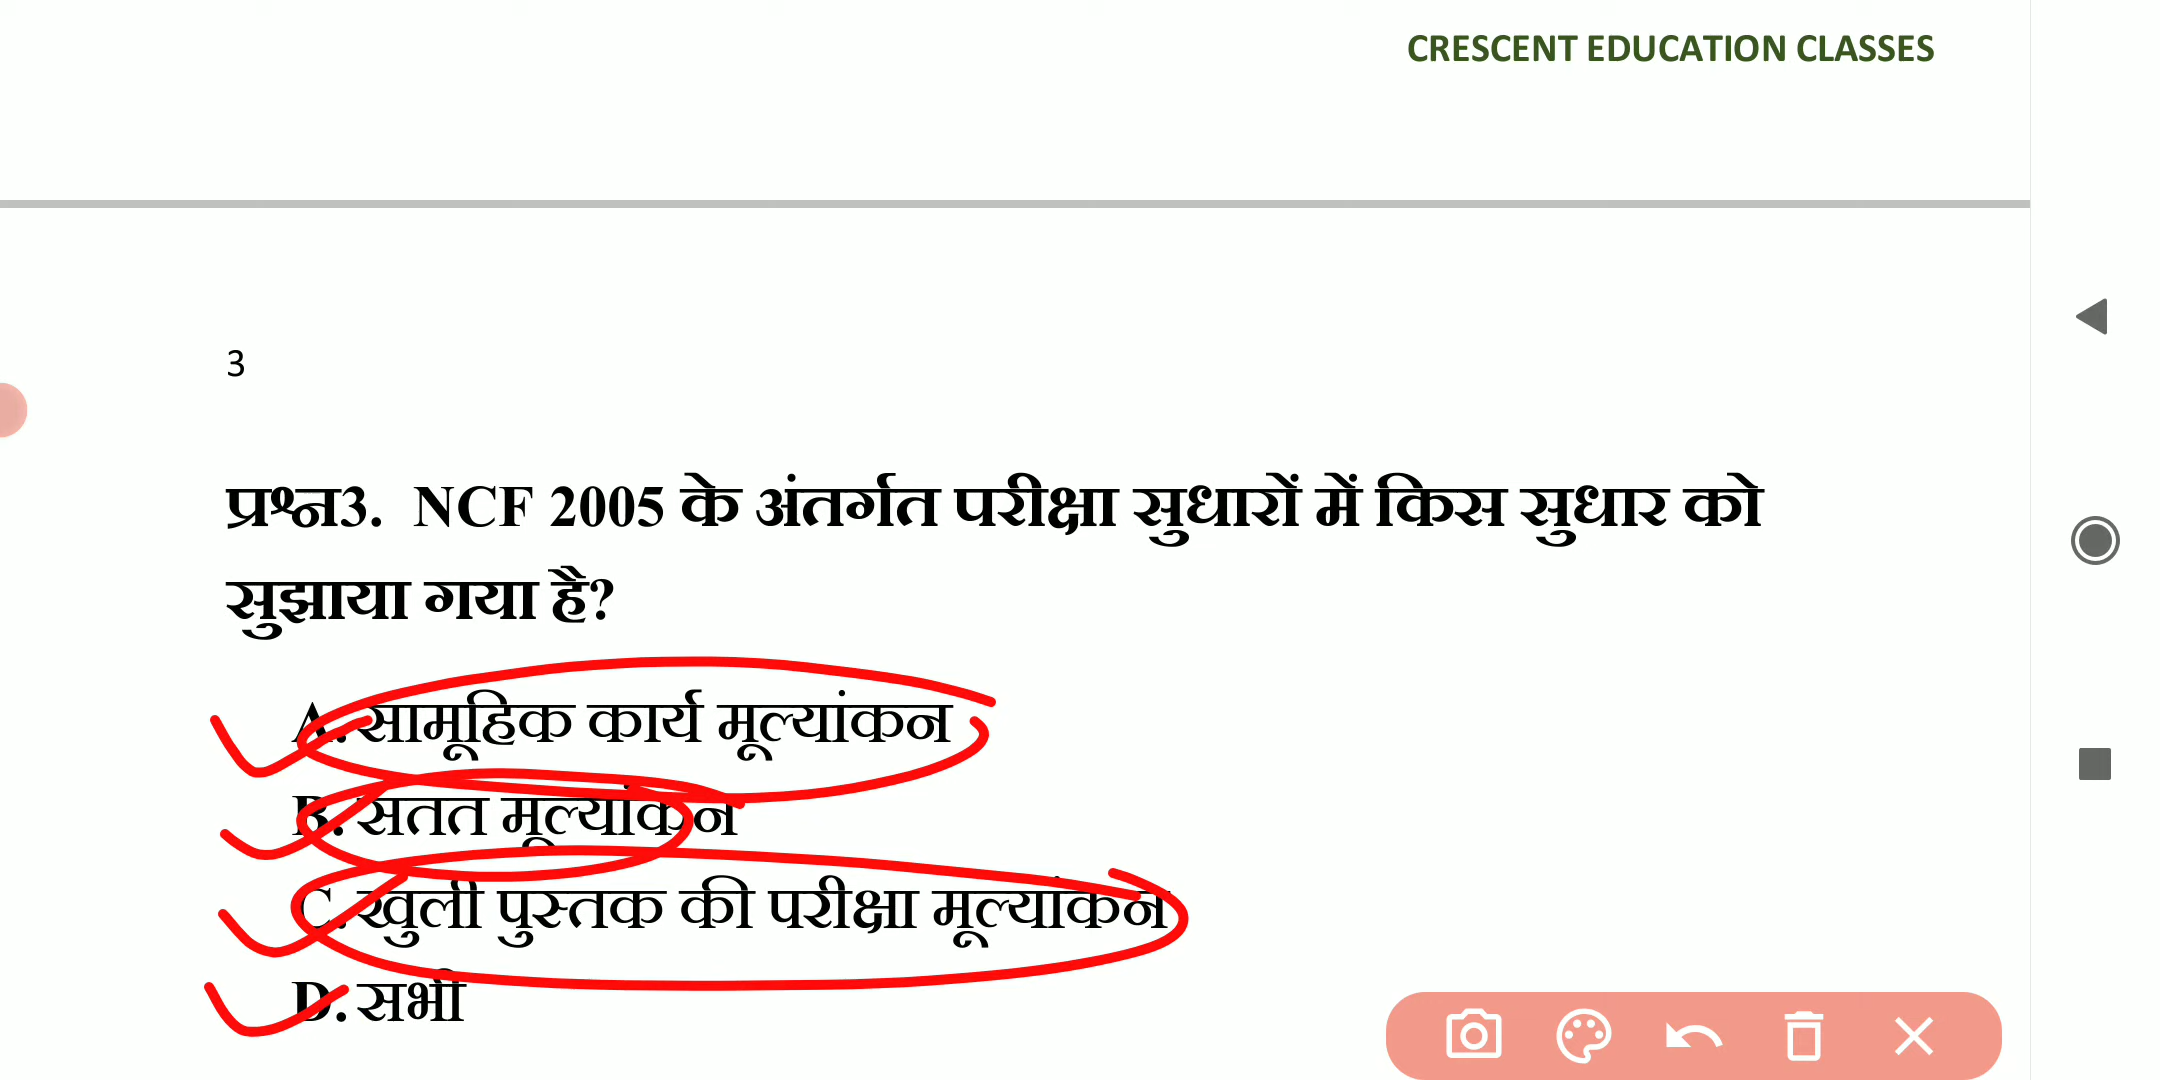 CRESCENT EDUCATION CLASSES
3
प्रश्न3. NCF 2005 के अंतर्गत परीक्षा सुधारों में किस सुधार को
सुझाया गया है?
A. सामूहिक कार्य मूल्यांकन
B. सतत मूल्यांकन
C. खुली पुस्तक की परीक्षा मूल्यांकन
D. सभी